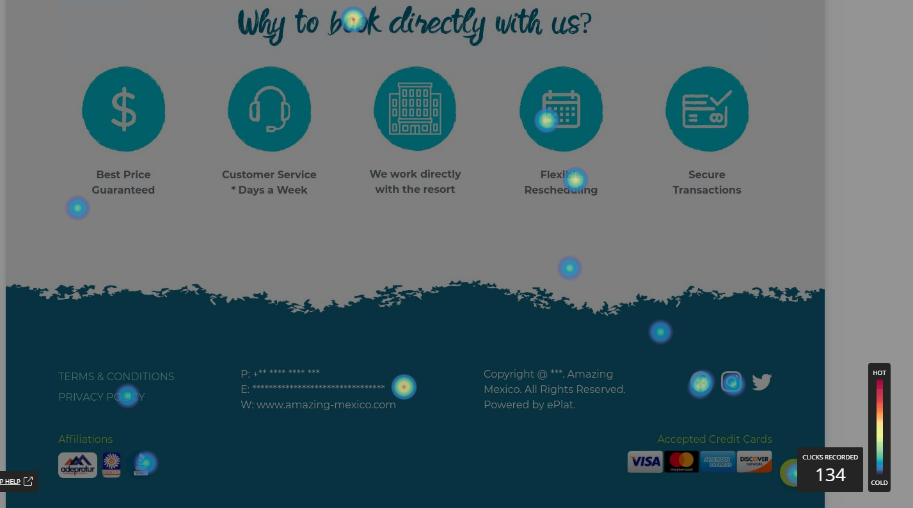 Why to book directly with us?
Best Price
Guaranteed
Customer Service
* Days a Week
We work directly
with the resort
Flexible
Rescheduling
Secure
Transactions
TERMS & CONDITIONS
PRIVACY POLICY
P: +** **** **** ***
E: ********************************
W: www.amazing-mexico.com
Copyright @ ***. Amazing
Mexico. All Rights Reserved.
Powered by ePlat.
Affiliations
adeprotur
Accepted Credit Cards
VISA
MasterCard
AMERICAN EXPRESS
DISCOVER
P HELP
CLICKS RECORDED
134
HOT
COLD